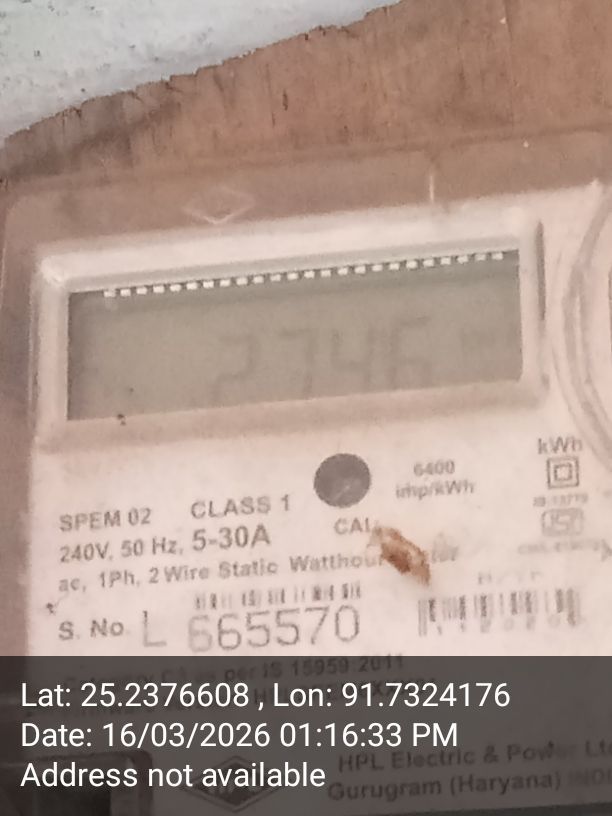 2746
kWh
6400
imp/kWh
SPEM 02 CLASS 1
CAL
240V, 50 Hz, 5-30A
ac, 1Ph, 2 Wire Static Watthour
S. No. L 665570
per IS 15959:2011
Lat: 25.2376608 , Lon: 91.7324176
Date: 16/03/2026 01:16:33 PM
Address not available
HPL Electric & Power Ltd
Gurugram (Haryana) INDI